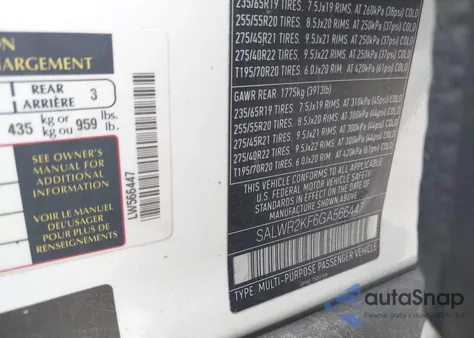 ION
CHARGEMENT
REAR
ARRIÈRE 3
435 kg or 959 lbs.
kg ou lb.
SEE OWNER'S
MANUAL FOR
ADDITIONAL
INFORMATION
VOIR LE MANUEL
DE L'USAGER
POUR PLUS DE
RENSEIGNEMENTS
LW566447
235/65R19 TIRES. 7.5Jx19 RIMS. AT 260kPa (38psi) COLD
255/55R20 TIRES. 8.5Jx20 RIMS. AT 250kPa (37psi) COLD
275/45R21 TIRES. 9.5Jx21 RIMS. AT 250kPa (37psi) COLD
275/40R22 TIRES. 9.5Jx22 RIMS. AT 250kPa (37psi) COLD
T195/70R20 TIRES. 6.0Jx20 RIM. AT 420kPa (61psi) COLD
GAWR REAR 1775kg (3913lb)
235/65R19 TIRES. 7.5Jx19 RIMS. AT 310kPa (45psi) COLD
255/55R20 TIRES. 8.5Jx20 RIMS. AT 300kPa (44psi) COLD
275/45R21 TIRES. 9.5Jx21 RIMS. AT 300kPa (44psi) COLD
275/40R22 TIRES. 9.5Jx22 RIMS. AT 300kPa (44psi) COLD
T195/70R20 TIRES. 6.0Jx20 RIM. AT 420kPa (61psi) COLD
THIS VEHICLE CONFORMS TO ALL APPLICABLE
U.S. FEDERAL MOTOR VEHICLE SAFETY STANDARDS
IN EFFECT ON THE DATE OF MANUFACTURE SHOWN ABOVE.
SALWR2KF6GA566447
TYPE: MULTI-PURPOSE PASSENGER VEHICLE
autoSnap